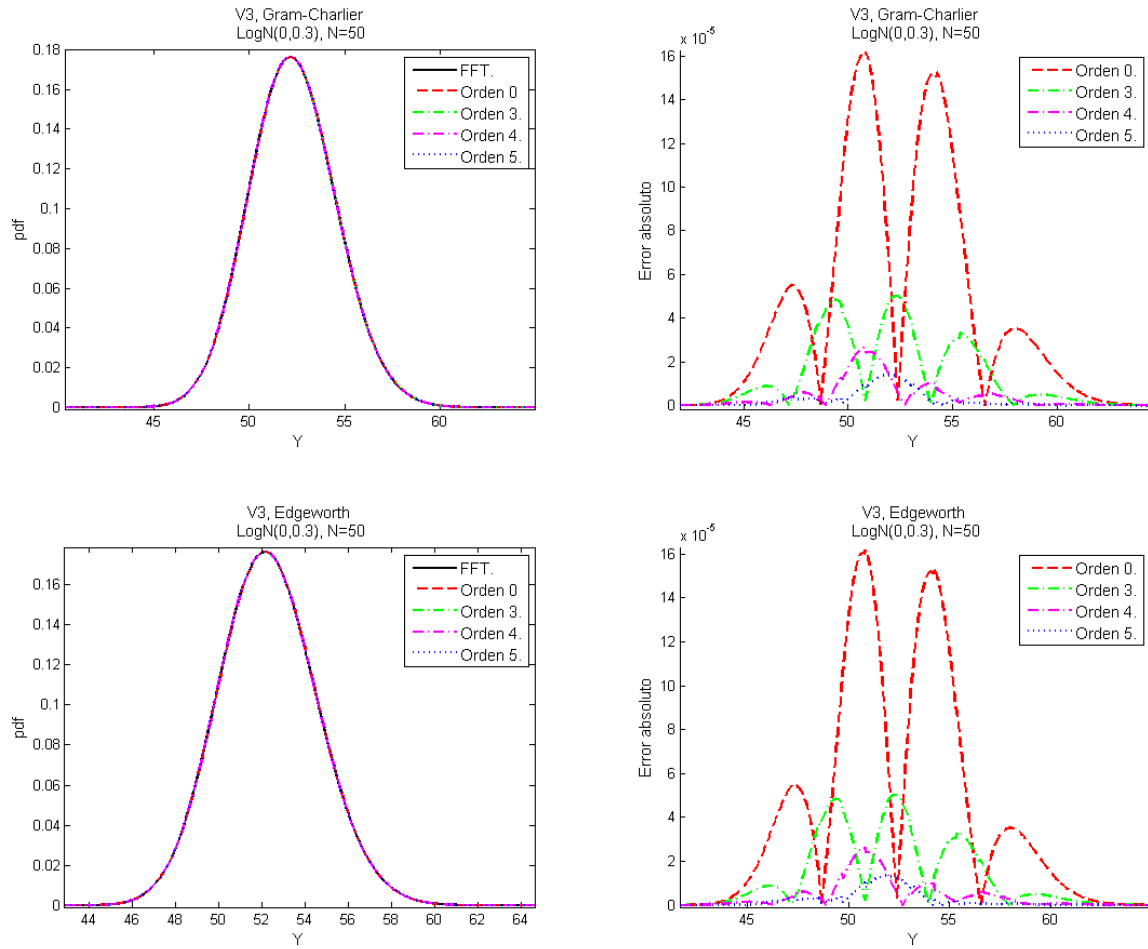 V3, Gram-Charlier
LogN(0,0.3), N=50
0.18
0.16
0.14
0.12
0.1
0.08
0.06
0.04
0.02
0
pdf
45 50 55 60
Y
FFT.
Orden 0
Orden 3.
Orden 4.
Orden 5.
V3, Gram-Charlier
LogN(0,0.3), N=50
x 10⁻⁵
16
14
12
10
8
6
4
2
0
Error absoluto
45 50 55 60
Y
Orden 0.
Orden 3.
Orden 4.
Orden 5.
V3, Edgeworth
LogN(0,0.3), N=50
0.16
0.14
0.12
0.1
0.08
0.06
0.04
0.02
0
pdf
44 46 48 50 52 54 56 58 60 62 64
Y
FFT.
Orden 0
Orden 3.
Orden 4.
Orden 5.
V3, Edgeworth
LogN(0,0.3), N=50
x 10⁻⁵
16
14
12
10
8
6
4
2
0
Error absoluto
45 50 55 60
Y
Orden 0.
Orden 3.
Orden 4.
Orden 5.